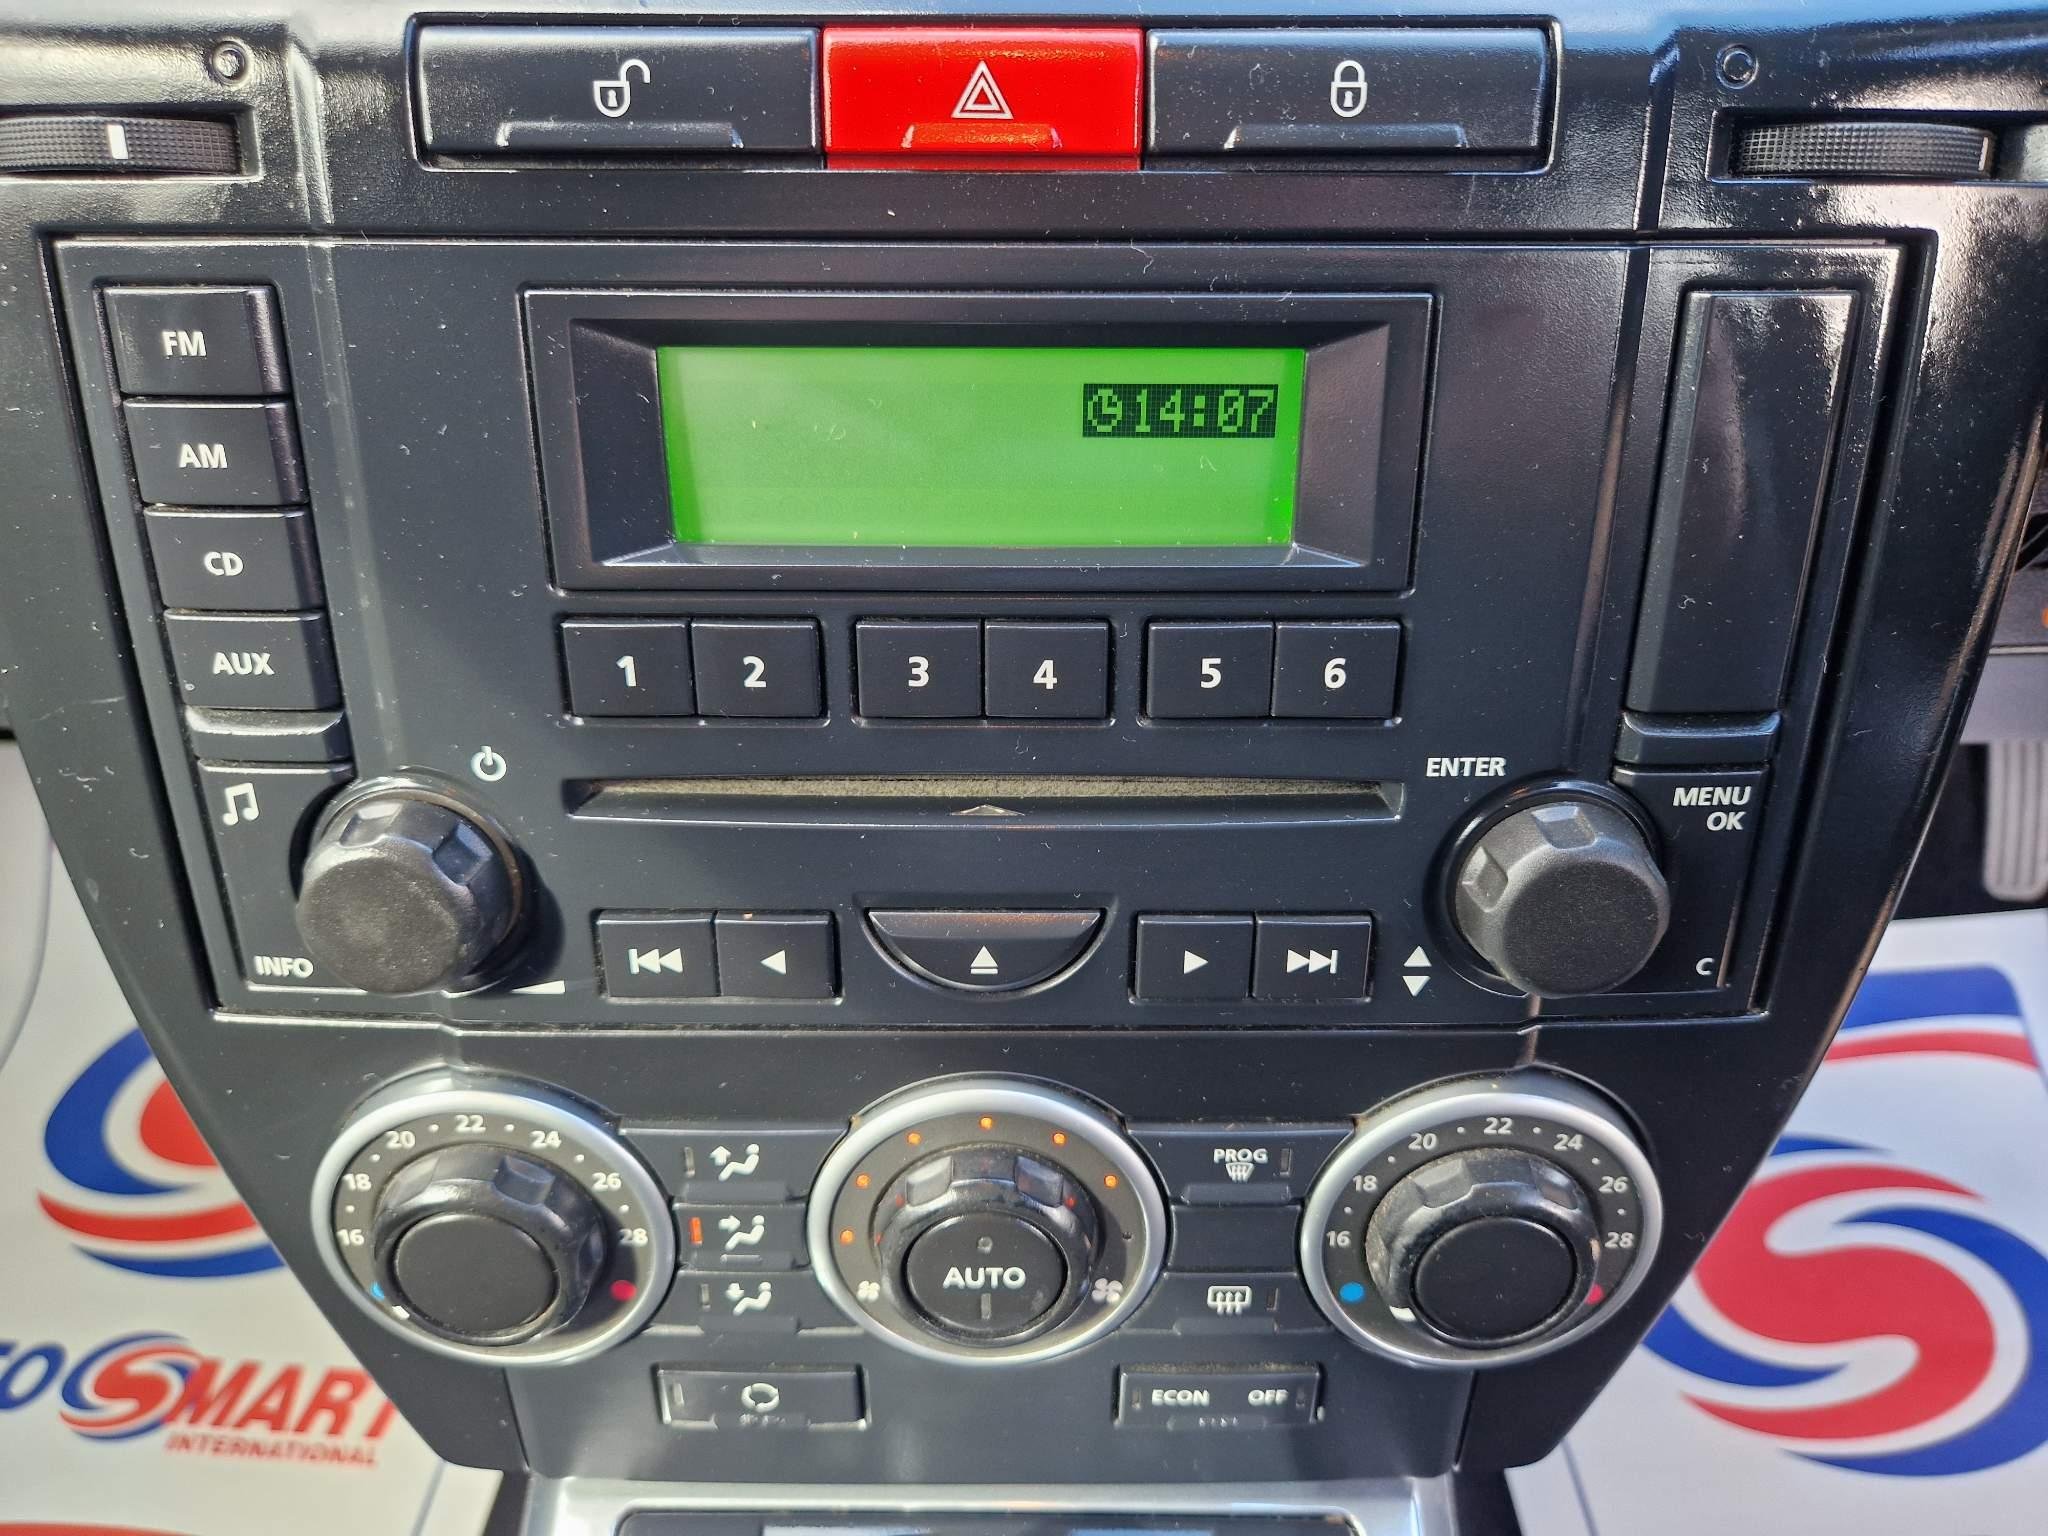 14:07
FM
AM
CD
AUX
1 2 3 4 5 6
ENTER
MENU
OK
INFO
C
16 18 20 22 24 26 28
AUTO
PROG
16 18 20 22 24 26 28
ECON OFF
SMART
INTERNATIONAL